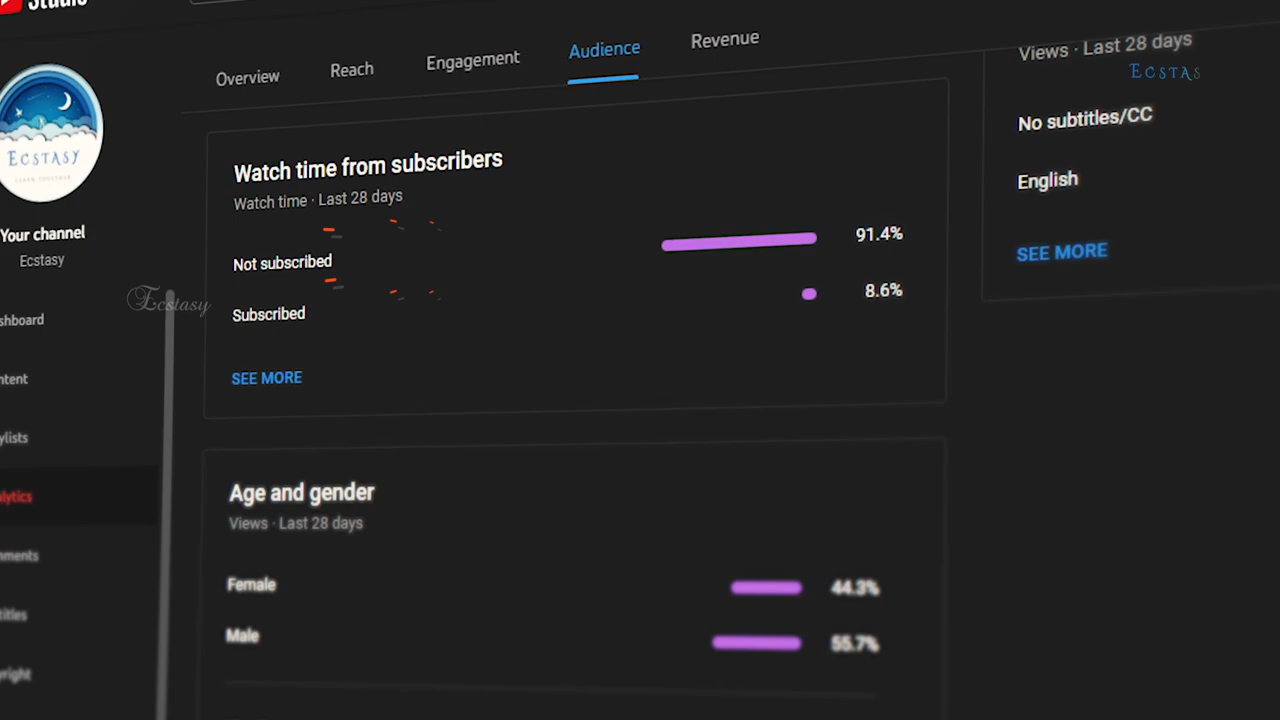 Studio
Overview
Reach
Engagement
Audience
Revenue
ECSTASY
Your channel
Ecstasy
shboard
ntent
ylists
lytics
nments
titles
yright
Ecstasy
Watch time from subscribers
Watch time · Last 28 days
Not subscribed 91.4%
Subscribed 8.6%
SEE MORE
Age and gender
Views · Last 28 days
Female 44.3%
Male 55.7%
Views · Last 28 days
ECSTAS
No subtitles/CC
English
SEE MORE